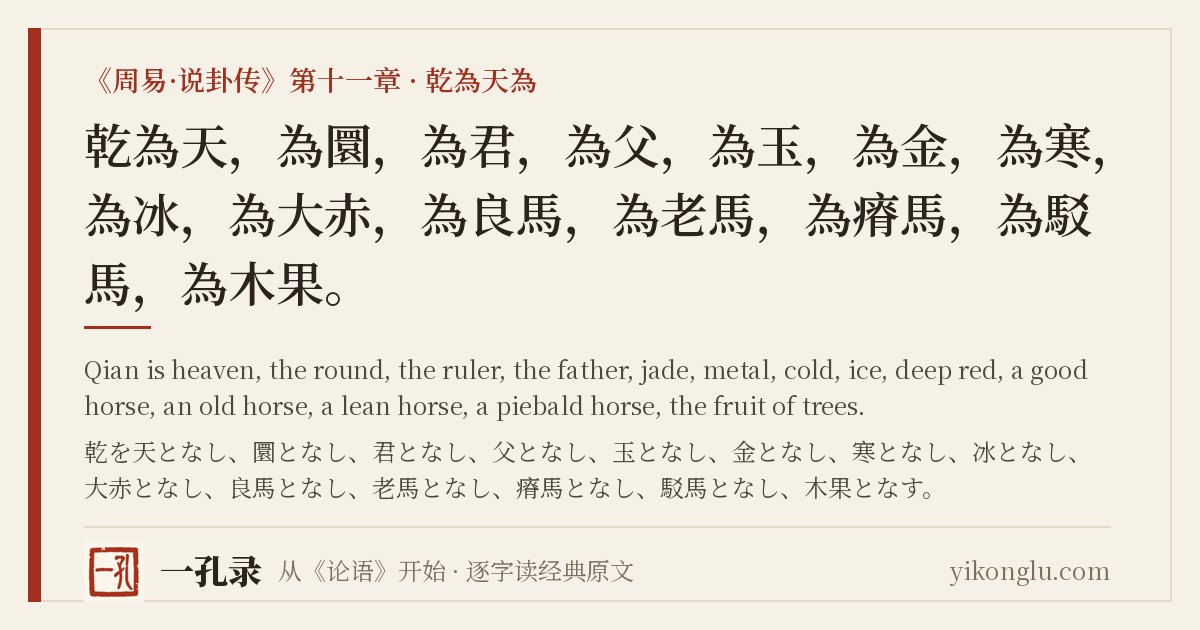 《周易·说卦传》第十一章 · 乾為天為
乾為天，為圜，為君，為父，為玉，為金，為寒，
為冰，為大赤，為良馬，為老馬，為瘠馬，為駁
馬，為木果。
Qian is heaven, the round, the ruler, the father, jade, metal, cold, ice, deep red, a good
horse, an old horse, a lean horse, a piebald horse, the fruit of trees.
乾を天となし、圜となし、君となし、父となし、玉となし、金となし、寒となし、冰となし、
大赤となし、良馬となし、老馬となし、瘠馬となし、駁馬となし、木果となす。
一孔
一孔录 从《论语》开始 · 逐字读经典原文 yikonglu.com